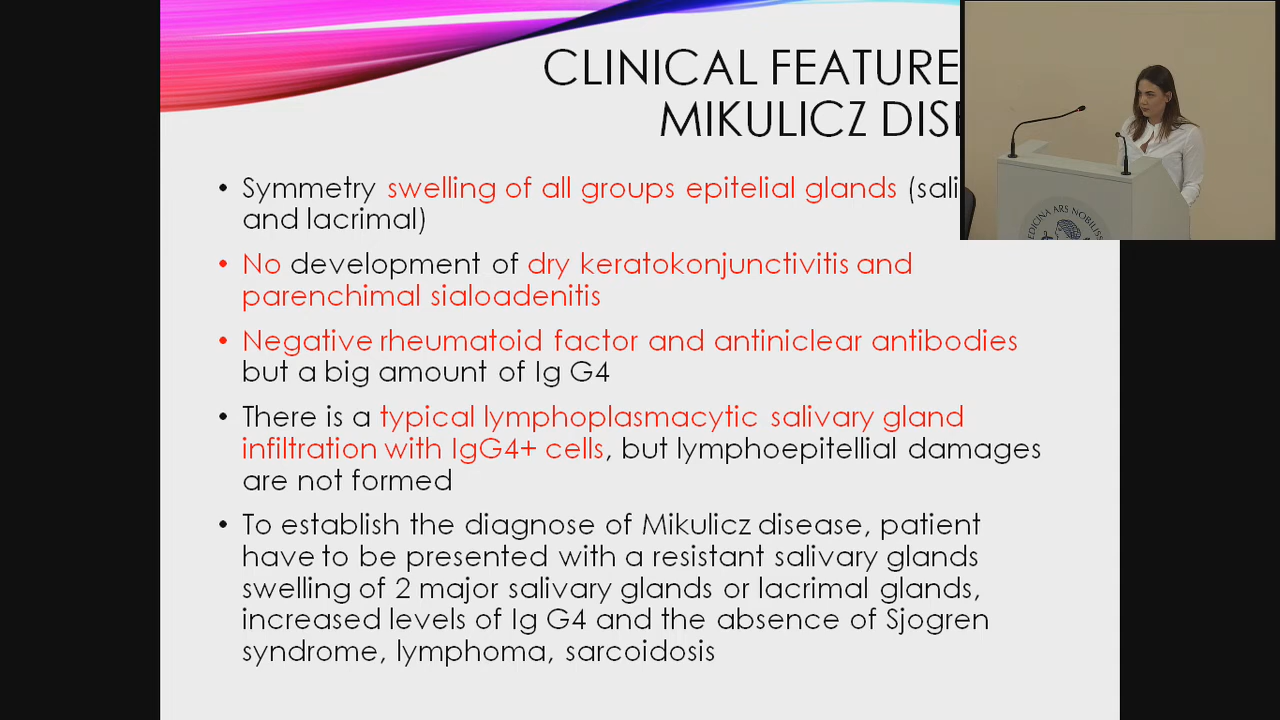 CLINICAL FEATURE
MIKULICZ
• Symmetry swelling of all groups epitelial glands
and lacrimal)
• No development of dry keratokonjunctivitis and
parenchimal sialoadenitis
• Negative rheumatoid factor and antiniclear antibodies
but a big amount of Ig G4
• There is a typical lymphoplasmacytic salivary gland
infiltration with IgG4+ cells, but lymphoepitellial damages
are not formed
• To establish the diagnose of Mikulicz disease, patient
have to be presented with a resistant salivary glands
swelling of 2 major salivary glands or lacrimal glands,
increased levels of Ig G4 and the absence of Sjogren
syndrome, lymphoma, sarcoidosis
ARS